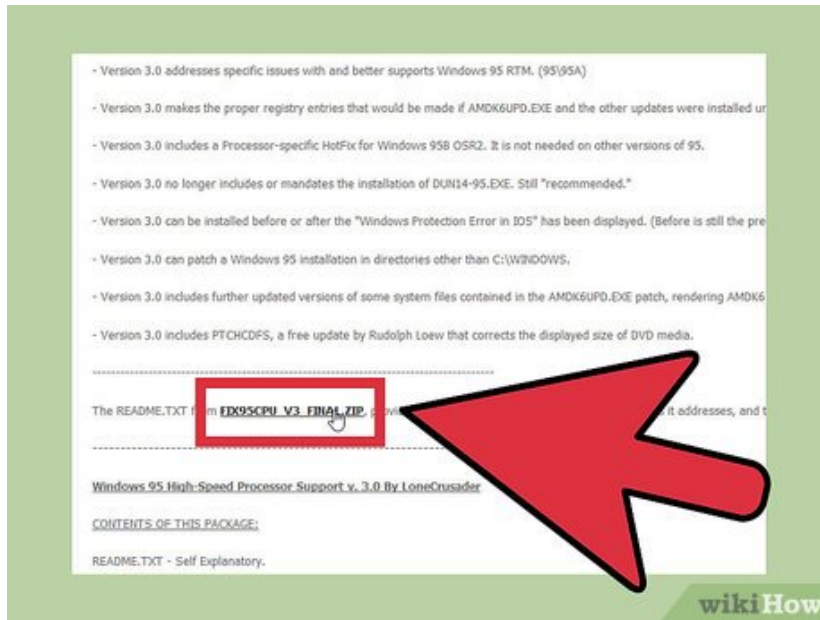 - Version 3.0 addresses specific issues with and better supports Windows 95 RTM. (95\95A)
- Version 3.0 makes the proper registry entries that would be made if AMDK6UPD.EXE and the other updates were installed ur
- Version 3.0 includes a Processor-specific HotFix for Windows 95B OSR2. It is not needed on other versions of 95.
- Version 3.0 no longer includes or mandates the installation of DUN14-95.EXE. Still "recommended."
- Version 3.0 can be installed before or after the "Windows Protection Error in IOS" has been displayed. (Before is still the pre
- Version 3.0 can patch a Windows 95 installation in directories other than C:\WINDOWS.
- Version 3.0 includes further updated versions of some system files contained in the AMDK6UPD.EXE patch, rendering AMDK6
- Version 3.0 includes PTCHCDFS, a free update by Rudolph Loew that corrects the displayed size of DVD media.
The README.TXT FIX95CPU_V3_FINAL.ZIP, it addresses, and t
Windows 95 High-Speed Processor Support v. 3.0 By LoneCrusader
CONTENTS OF THIS PACKAGE:
README.TXT - Self Explanatory.
wikiHow